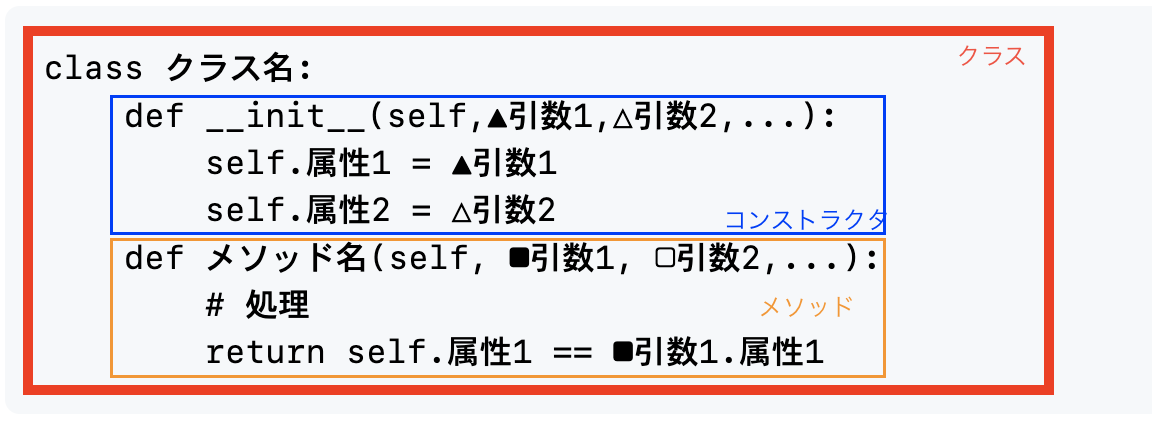 クラス
class クラス名:
def __init__(self,▲引数1,△引数2,...):
self.属性1 = ▲引数1
self.属性2 = △引数2
コンストラクタ
def メソッド名(self, ■引数1, □引数2,...):
# 処理
メソッド
return self.属性1 == ■引数1.属性1